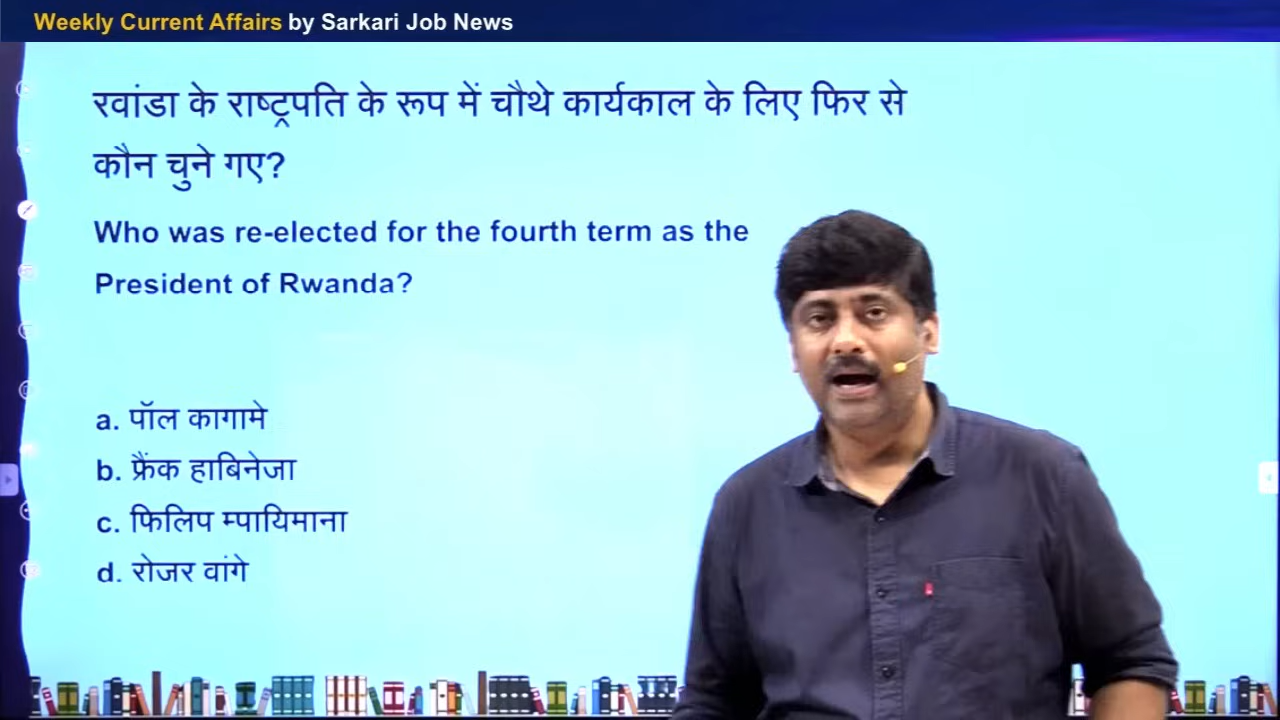 Weekly Current Affairs by Sarkari Job News
रवांडा के राष्ट्रपति के रूप में चौथे कार्यकाल के लिए फिर से
कौन चुने गए?
Who was re-elected for the fourth term as the
President of Rwanda?
a. पॉल कागामे
b. फ्रैंक हाबिनेजा
c. फिलिप म्पायिमाना
d. रोजर वांगे